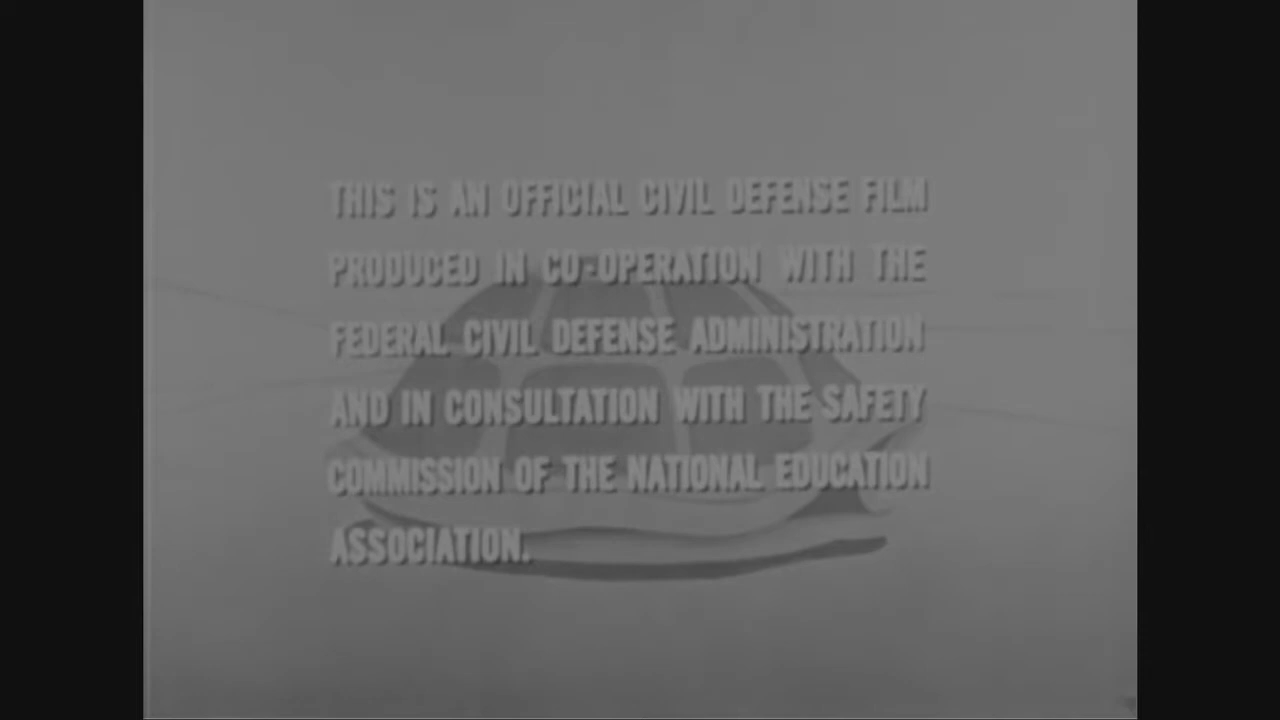 THIS IS AN OFFICIAL CIVIL DEFENSE FILM
PRODUCED IN CO-OPERATION WITH THE
FEDERAL CIVIL DEFENSE ADMINISTRATION
AND IN CONSULTATION WITH THE SAFETY
COMMISSION OF THE NATIONAL EDUCATION
ASSOCIATION.